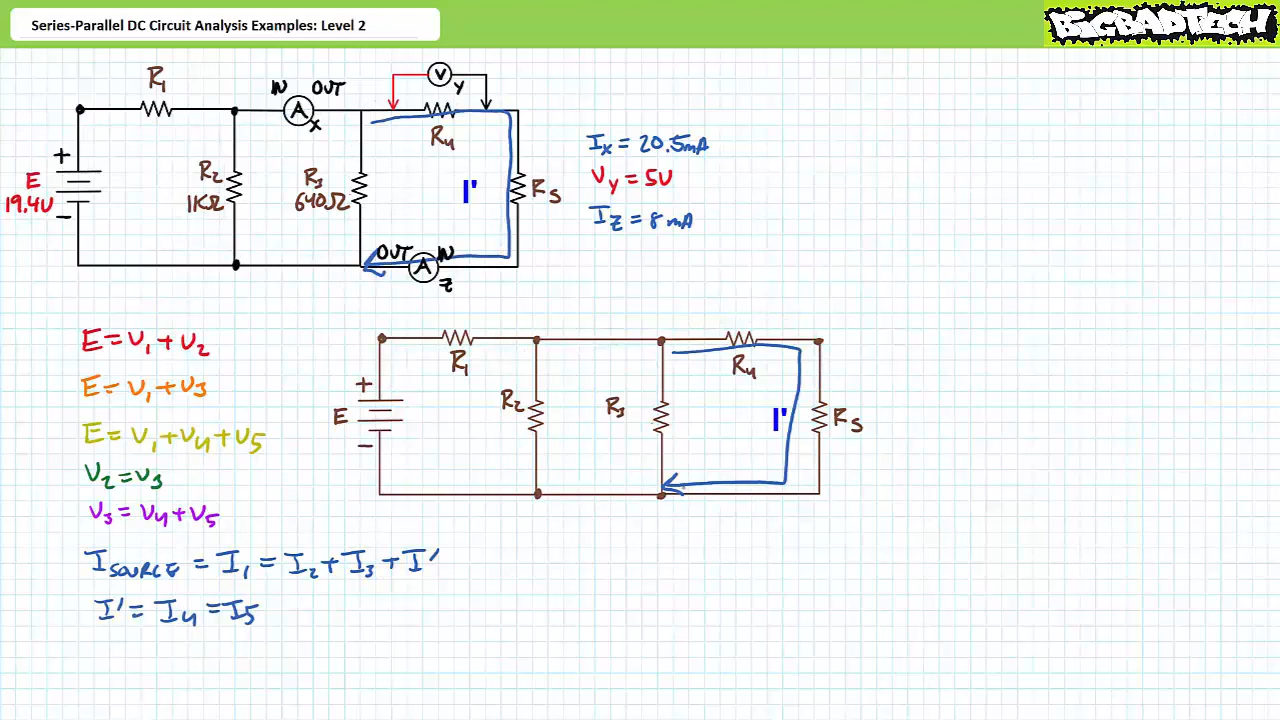 Series-Parallel DC Circuit Analysis Examples: Level 2
BIGBADTECH
R1
IN OUT
A
X
V
Y
R4
+
E
19.4V
-
R2
1KΩ
R3
640Ω
I'
R5
OUT IN
A
Z
Ix = 20.5mA
Vy = 5V
Iz = 8mA
E = V1 + V2
E = V1 + V3
E = V1 + V4 + V5
V2 = V3
V3 = V4 + V5
ISOURCE = I1 = I2 + I3 + I'
I' = I4 = I5
R1
R4
+
E
-
R2
R3
I'
R5